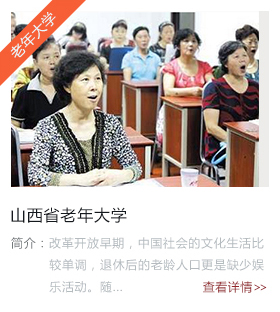 老年大学
山西省老年大学
简介：改革开放早期，中国社会的文化生活比
较单调，退休后的老龄人口更是缺少娱
乐活动。随... 查看详情>>